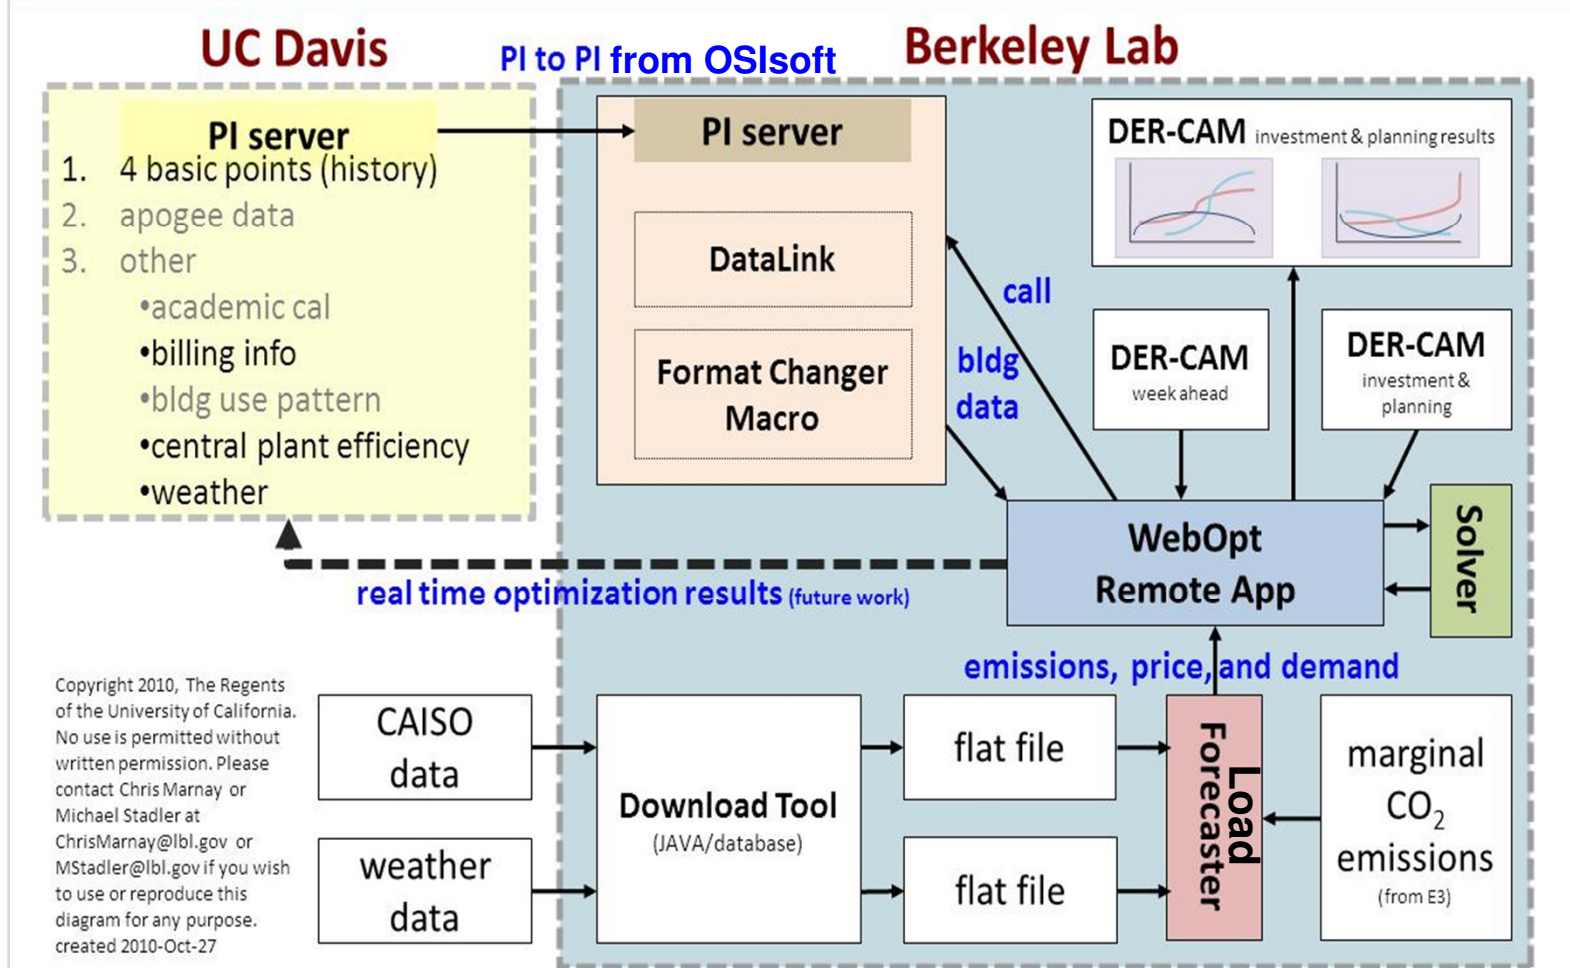 UC Davis
PI to PI from OSIsoft
Berkeley Lab
PI server
1. 4 basic points (history)
2. apogee data
3. other
•academic cal
•billing info
•bldg use pattern
•central plant efficiency
•weather
PI server
DataLink
Format Changer
Macro
call
bldg
data
DER-CAM investment & planning results
DER-CAM
week ahead
DER-CAM
investment &
planning
WebOpt
Remote App
Solver
real time optimization results (future work)
emissions, price, and demand
Copyright 2010, The Regents
of the University of California.
No use is permitted without
written permission. Please
contact Chris Marnay or
Michael Stadler at
ChrisMarnay@lbl.gov or
MStadler@lbl.gov if you wish
to use or reproduce this
diagram for any purpose.
created 2010-Oct-27
CAISO
data
weather
data
Download Tool
(JAVA/database)
flat file
flat file
Load
Forecaster
marginal
CO₂
emissions
(from E3)